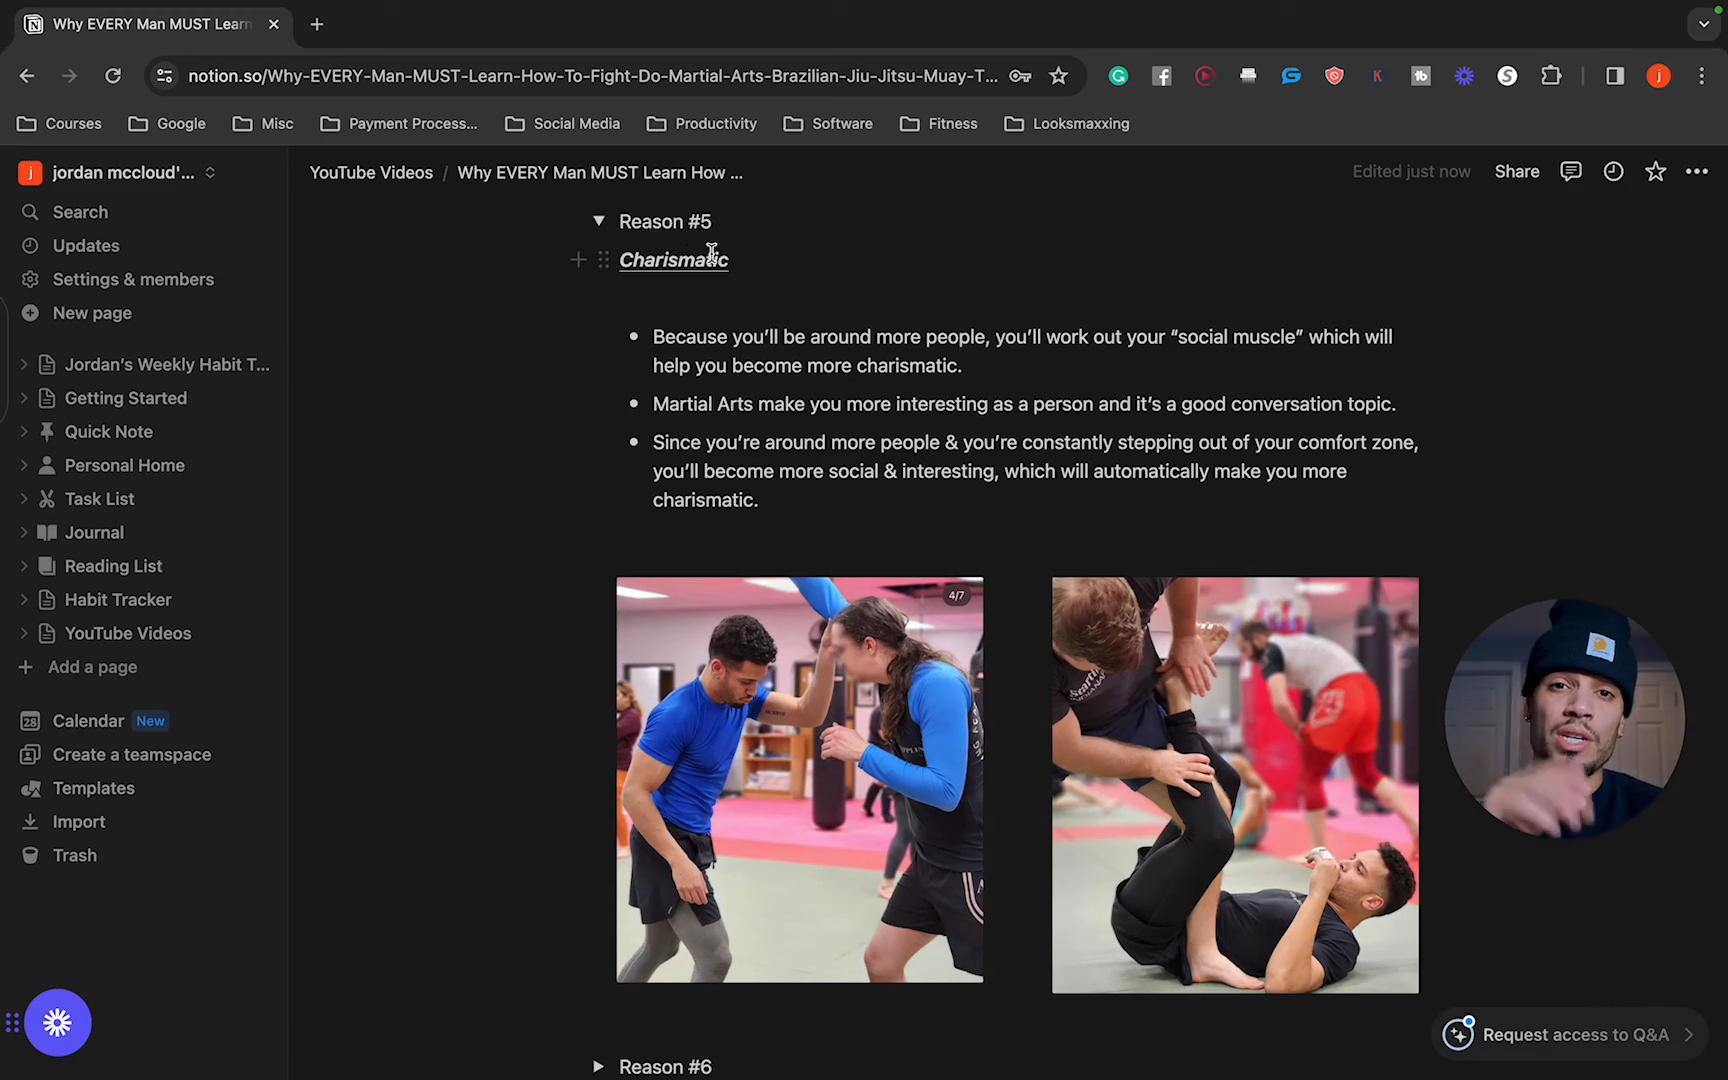 Why EVERY Man MUST Learn
notion.so/Why-EVERY-Man-MUST-Learn-How-To-Fight-Do-Martial-Arts-Brazilian-Jiu-Jitsu-Muay-T...
Courses
Google
Misc
Payment Process...
Social Media
Productivity
Software
Fitness
Looksmaxxing
jordan mccloud'...
YouTube Videos / Why EVERY Man MUST Learn How ...
Edited just now
Share
Search
Updates
Settings & members
New page
Jordan's Weekly Habit T...
Getting Started
Quick Note
Personal Home
Task List
Journal
Reading List
Habit Tracker
YouTube Videos
Add a page
28 Calendar New
Create a teamspace
Templates
Import
Trash
Reason #5
Charismatic
Because you’ll be around more people, you’ll work out your “social muscle” which will
help you become more charismatic.
Martial Arts make you more interesting as a person and it’s a good conversation topic.
Since you’re around more people & you’re constantly stepping out of your comfort zone,
you’ll become more social & interesting, which will automatically make you more
charismatic.
4/7
Reason #6
Request access to Q&A